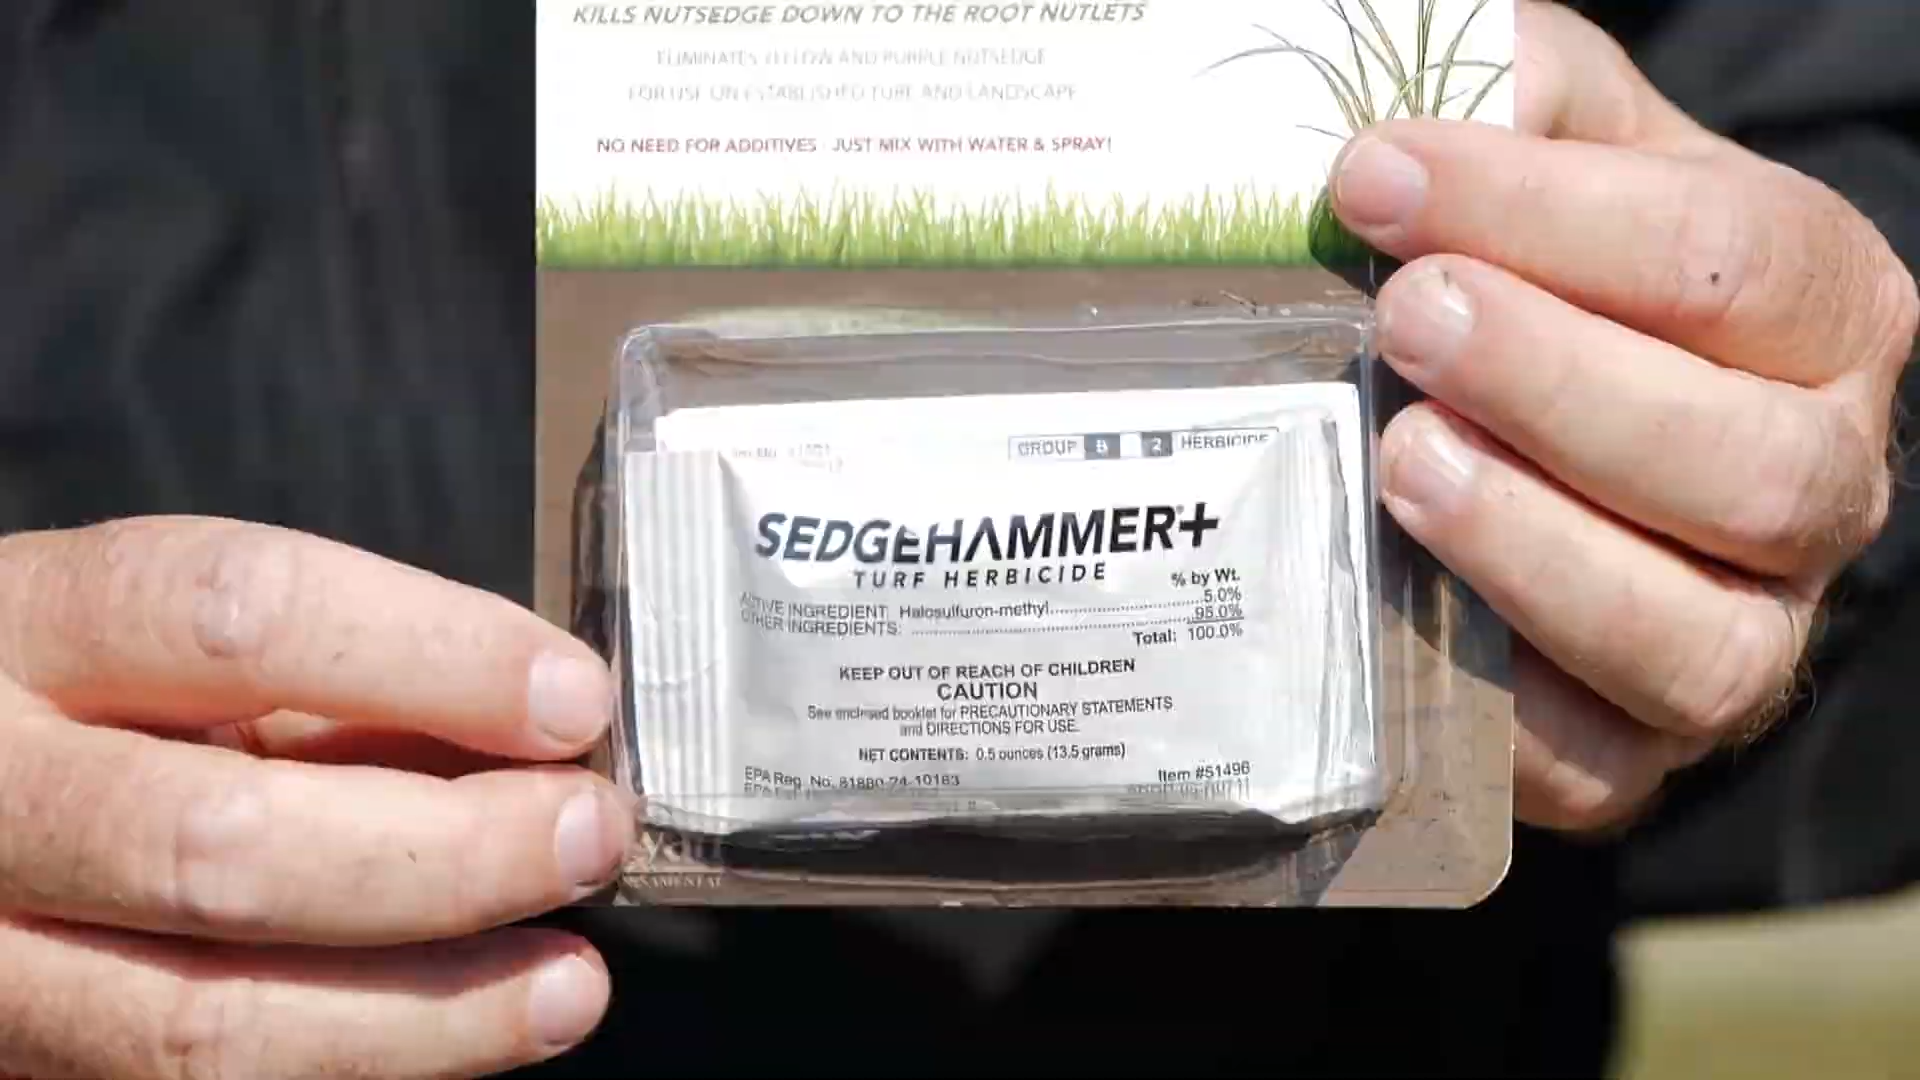 KILLS NUTSEDGE DOWN TO THE ROOT NUTLETS
ELIMINATES YELLOW AND PURPLE NUTSEDGE
FOR USE ON ESTABLISHED TURF AND LANDSCAPE
NO NEED FOR ADDITIVES - JUST MIX WITH WATER & SPRAY!
GROUP 2 HERBICIDE
SEDGEHAMMER+
TURF HERBICIDE
% by Wt.
ACTIVE INGREDIENT: Halosulfuron-methyl 5.0%
OTHER INGREDIENTS: 95.0%
Total: 100.0%
KEEP OUT OF REACH OF CHILDREN
CAUTION
See enclosed booklet for PRECAUTIONARY STATEMENTS
and DIRECTIONS FOR USE.
NET CONTENTS: 0.5 ounces (13.5 grams)
EPA Reg. No. 81880-24-10163
Item #51496